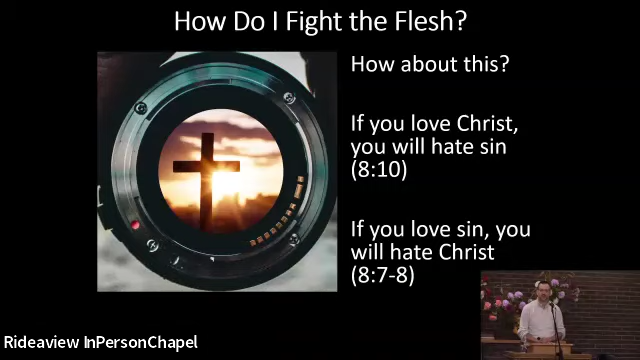 How Do I Fight the Flesh?
How about this?
If you love Christ,
you will hate sin
(8:10)
If you love sin, you
will hate Christ
(8:7-8)
Rideaview InPersonChapel